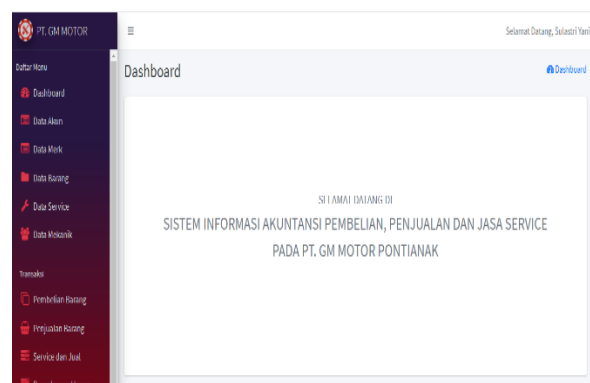 PT. GM MOTOR
Selamat Datang, Sulastri Yani
Daftar Menu
Dashboard
Dashboard
Dashboard
Data Akun
Data Merk
Data Barang
Data Service
Data Mekanik
Transaksi
Pembelian Barang
Penjualan Barang
Service dan Jual
SELAMAT DATANG DI
SISTEM INFORMASI AKUNTANSI PEMBELIAN, PENJUALAN DAN JASA SERVICE
PADA PT. GM MOTOR PONTIANAK